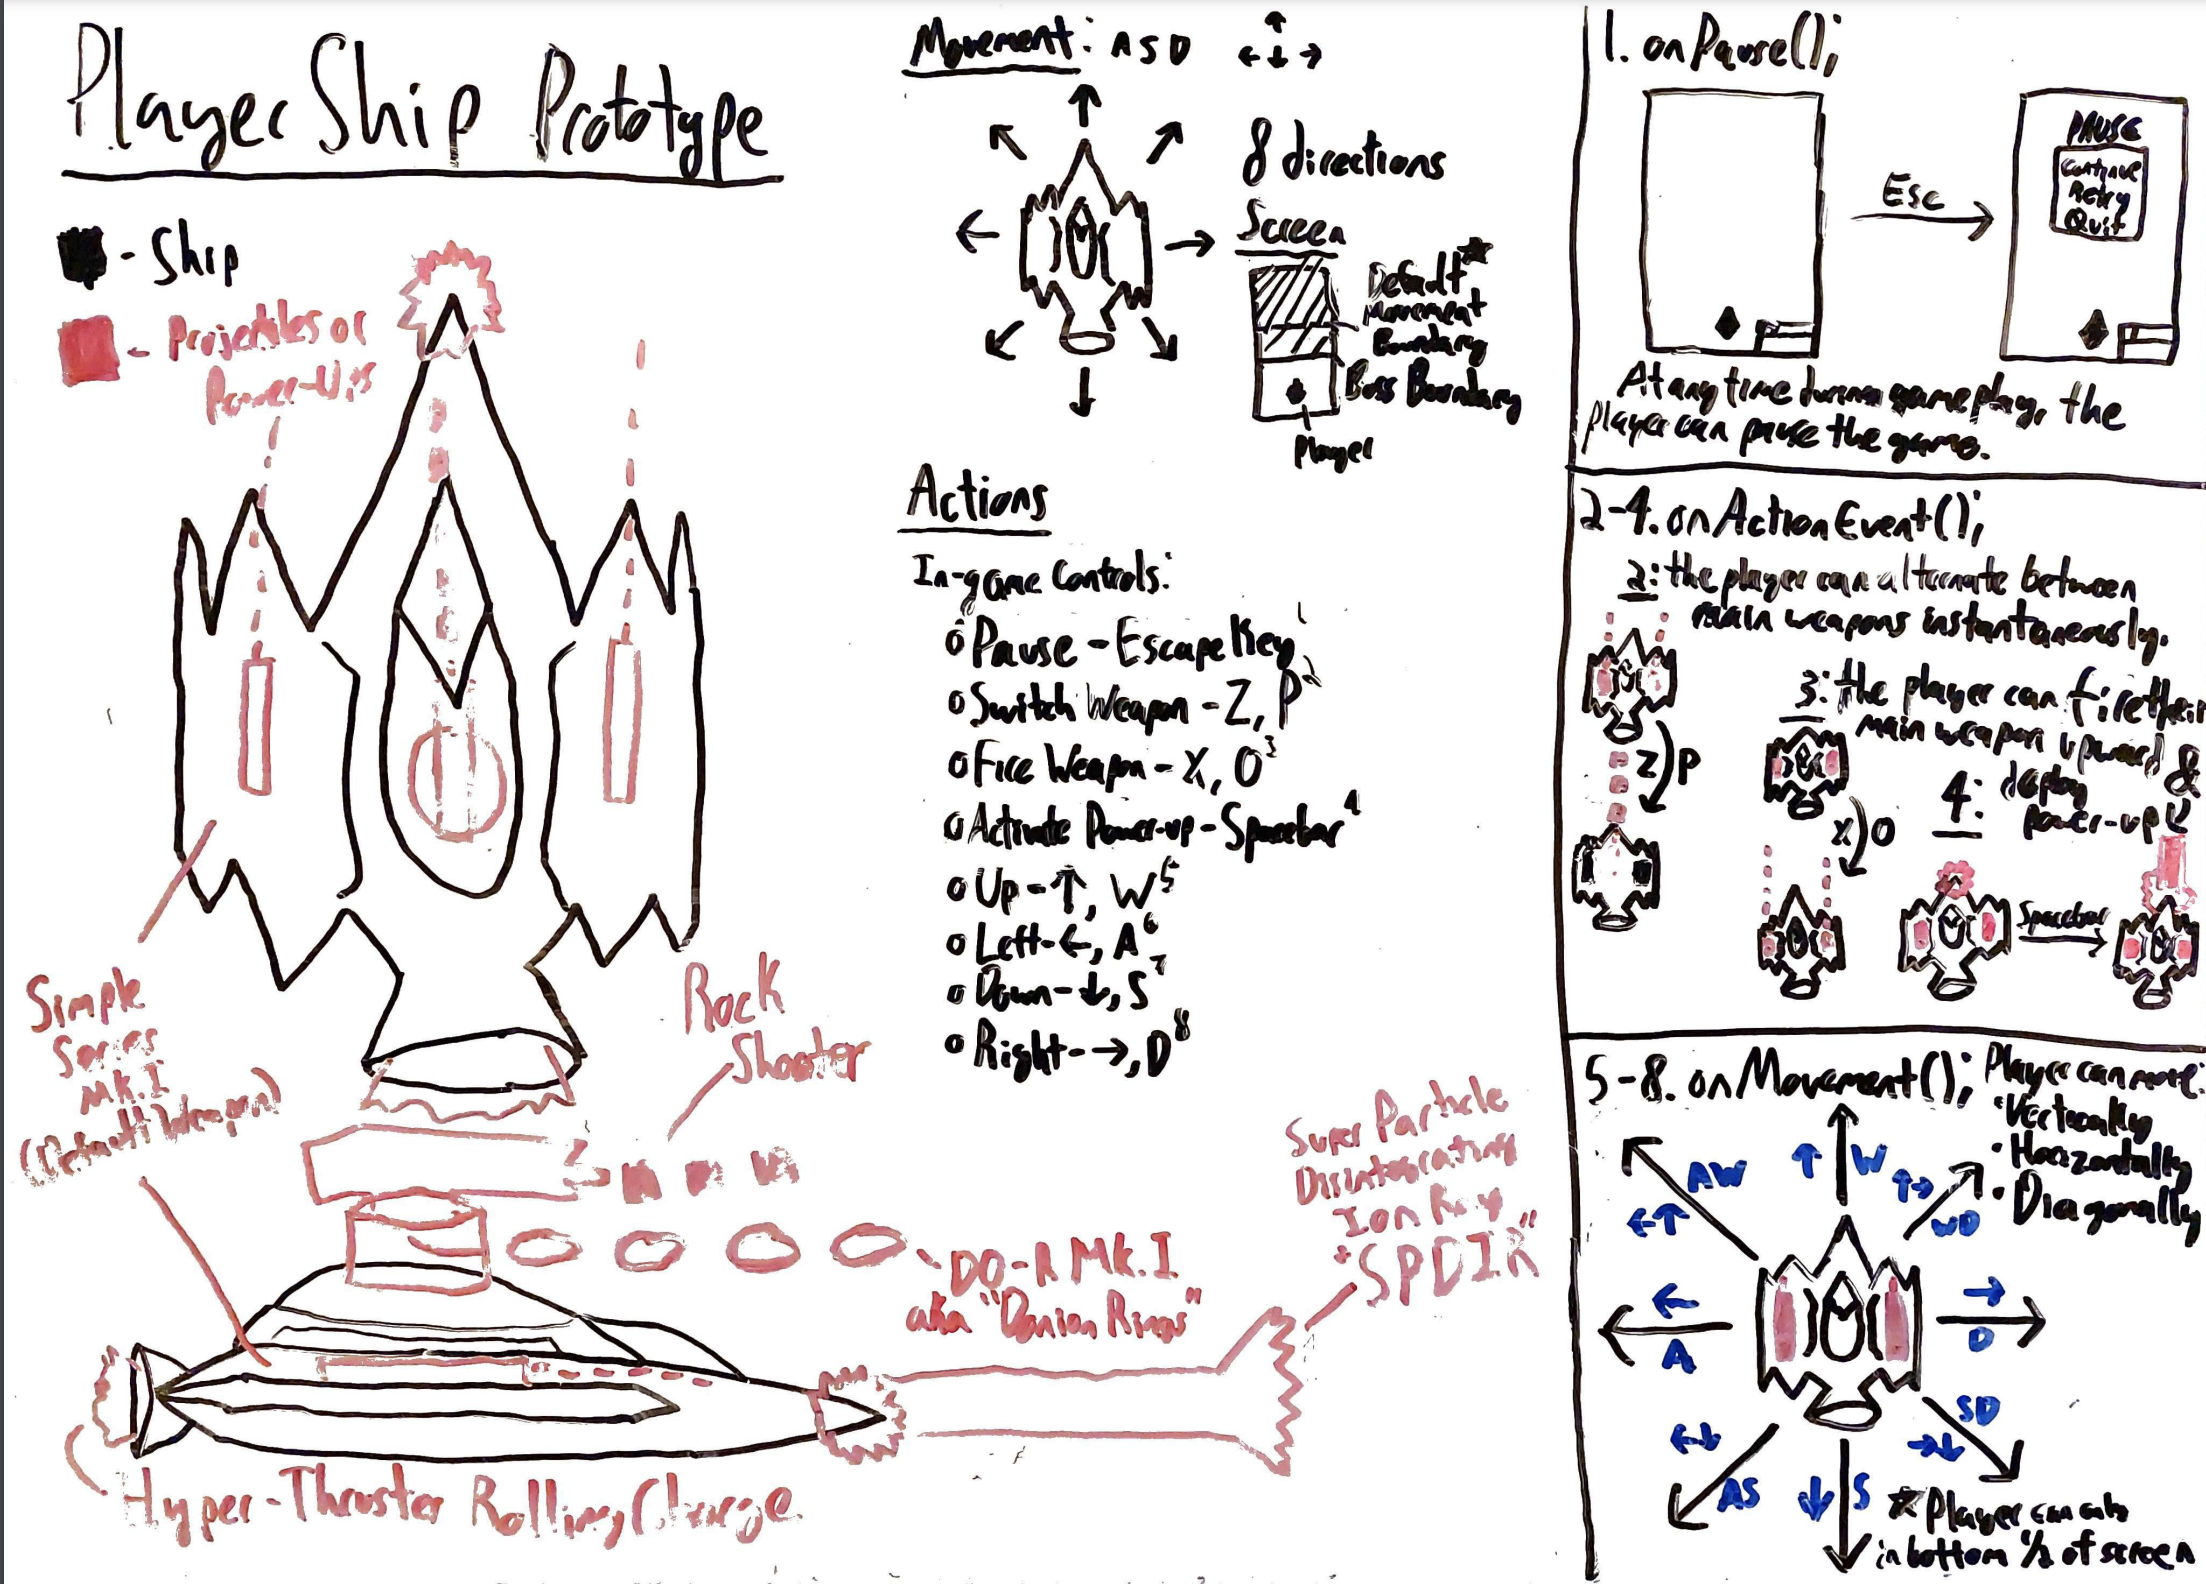 Player Ship Prototype
- Ship
- Projectiles or
Power-Ups
Simple
Series
Mk.I
(Default Weapon)
Rock
Shooter
DO-R Mk.I
aka "Donion Rings"
Super Particle
Disintegrating
Ion Ray
"SPDIR"
Hyper-Thruster Rolling Charge
Movement: A S D ↑ ← ↓ →
8 directions
Screen
Default ★
Movement
Boundary
Boss Boundary
Player
Actions
In-game Controls:
Pause - Escape Key 1
Switch Weapon - Z, P 2
Fire Weapon - X, O 3
Activate Power-up - Spacebar 4
Up - ↑, W 5
Left - ←, A 6
Down - ↓, S 7
Right - →, D 8
1. onPause();
Esc
PAUSE
Continue
Retry
Quit
At any time during gameplay, the
player can pause the game.
2-4. onActionEvent();
2: the player can alternate between
main weapons instantaneously.
Z P
3: the player can fire their
main weapon upward &
X O
4: deploy
power-up
Spacebar
5-8. onMovement(); Player can move:
• Vertically
• Horizontally
• Diagonally
AW ←↑
↑ W
↑→ WD
← A
→ D
←↓ AS
↓ S
SD →↓
★ Player can only
in bottom 1/2 of screen